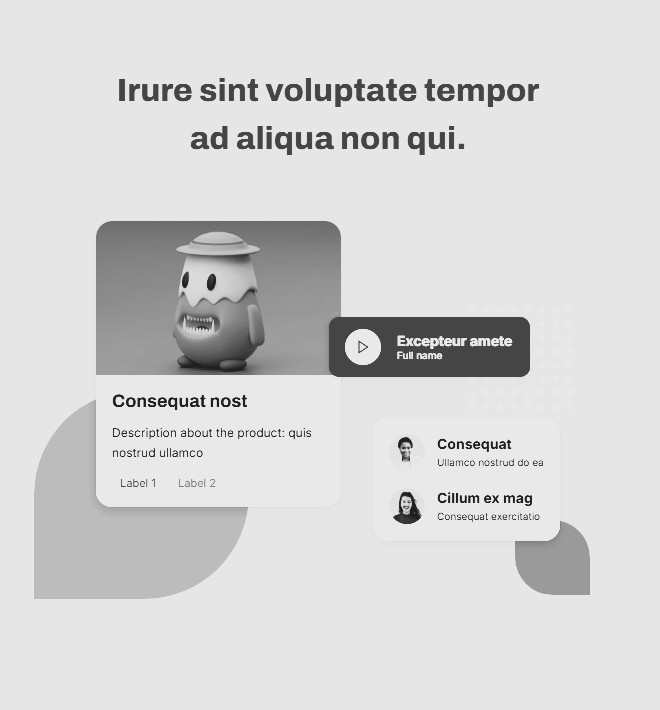 Irure sint voluptate tempor
ad aliqua non qui.
Excepteur amete
Full name
Consequat nost
Description about the product: quis
nostrud ullamco
Label 1 Label 2
Consequat
Ullamco nostrud do ea
Cillum ex mag
Consequat exercitatio